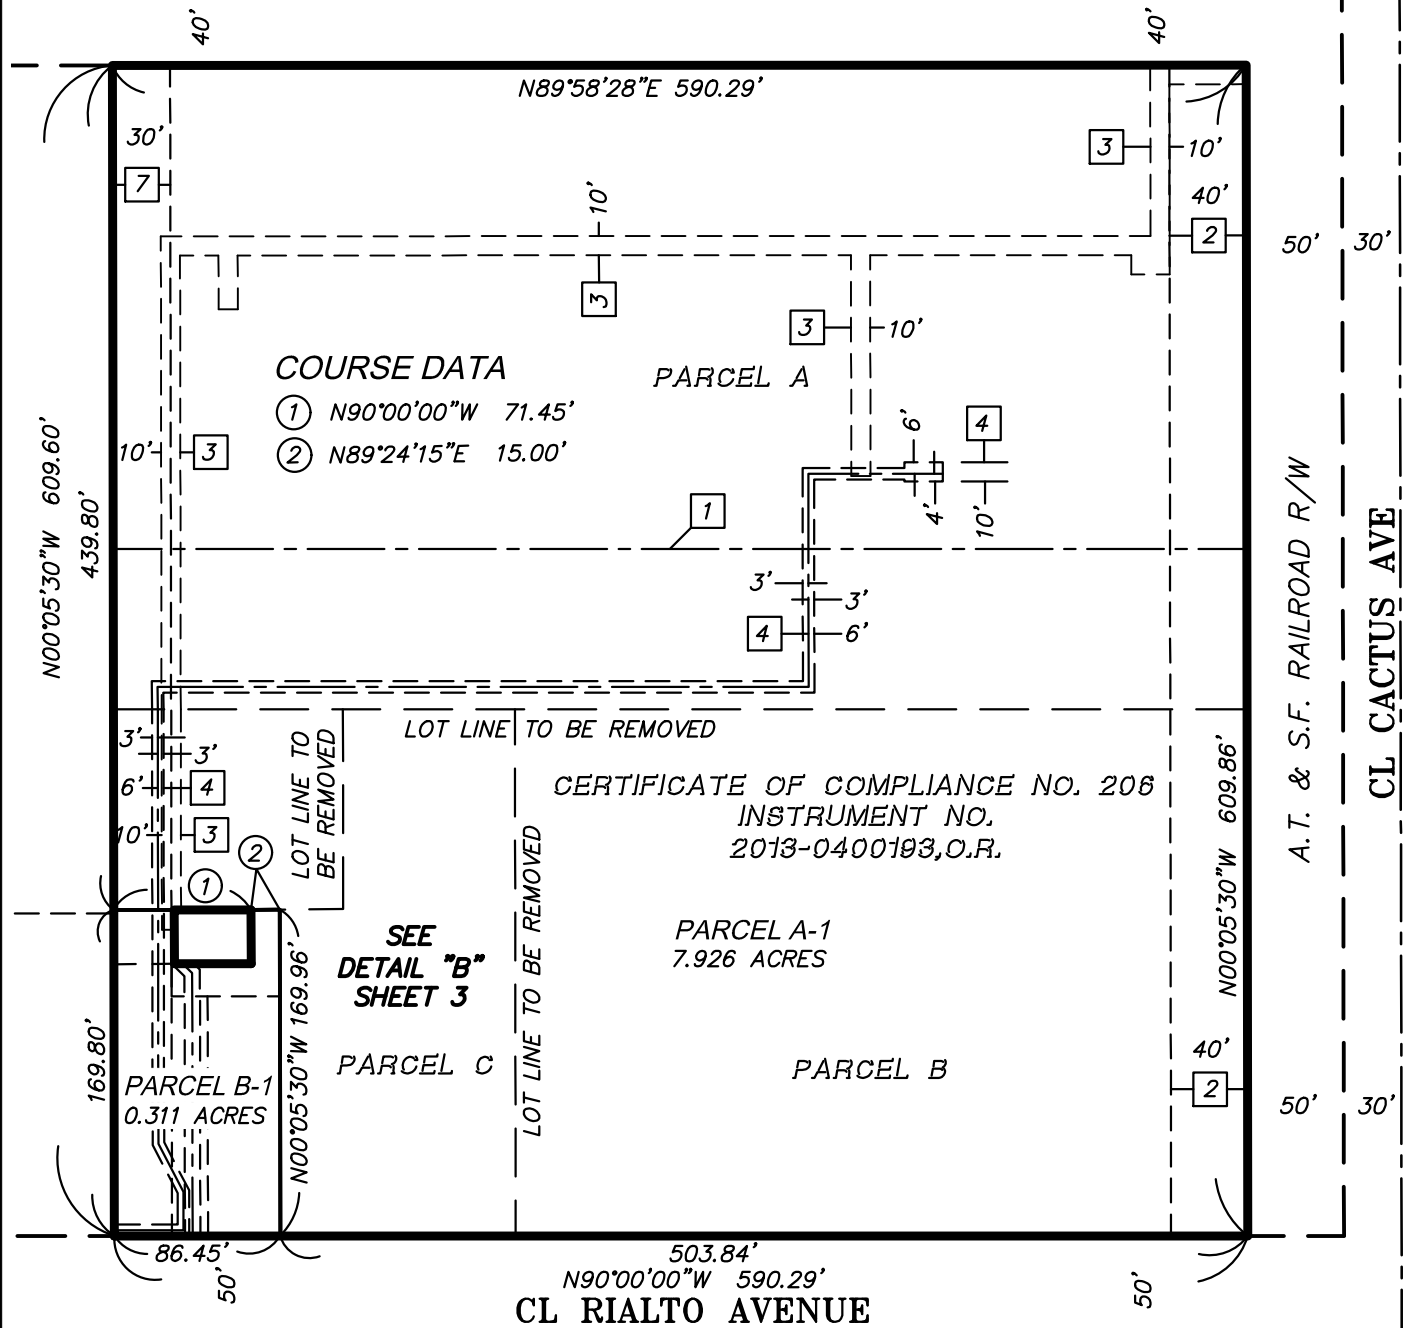 40'
40'
N89°58'28"E 590.29'
30'
7
3
10'
10'
40'
2
50'
30'
3
3
10'
COURSE DATA
1 N90°00'00"W 71.45'
2 N89°24'15"E 15.00'
PARCEL A
6'
4
10'
3
4'
10'
N00°05'30"W 609.60'
439.80'
1
A.T. & S.F. RAILROAD R/W
CL CACTUS AVE
3'
3'
4
6'
LOT LINE TO BE REMOVED
LOT LINE TO
BE REMOVED
3'
3'
6'
4
10'
3
2
1
CERTIFICATE OF COMPLIANCE NO. 206
INSTRUMENT NO.
2013-0400193,O.R.
N00°05'30"W 609.86'
LOT LINE TO BE REMOVED
PARCEL A-1
7.926 ACRES
SEE
DETAIL "B"
SHEET 3
N00°05'30"W 169.96'
169.80'
PARCEL C
PARCEL B
PARCEL B-1
0.311 ACRES
40'
2
50'
30'
86.45'
503.84'
N90°00'00"W 590.29'
50'
50'
CL RIALTO AVENUE